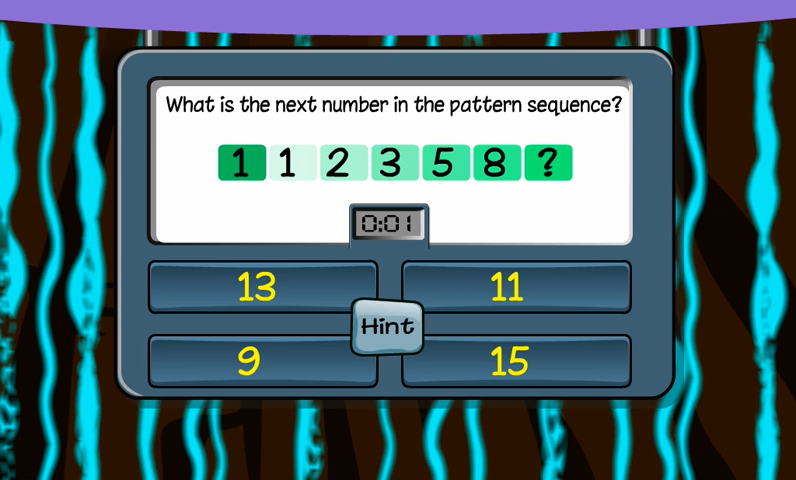 What is the next number in the pattern sequence?
1 1 2 3 5 8 ?
0:01
13 11
Hint
9 15